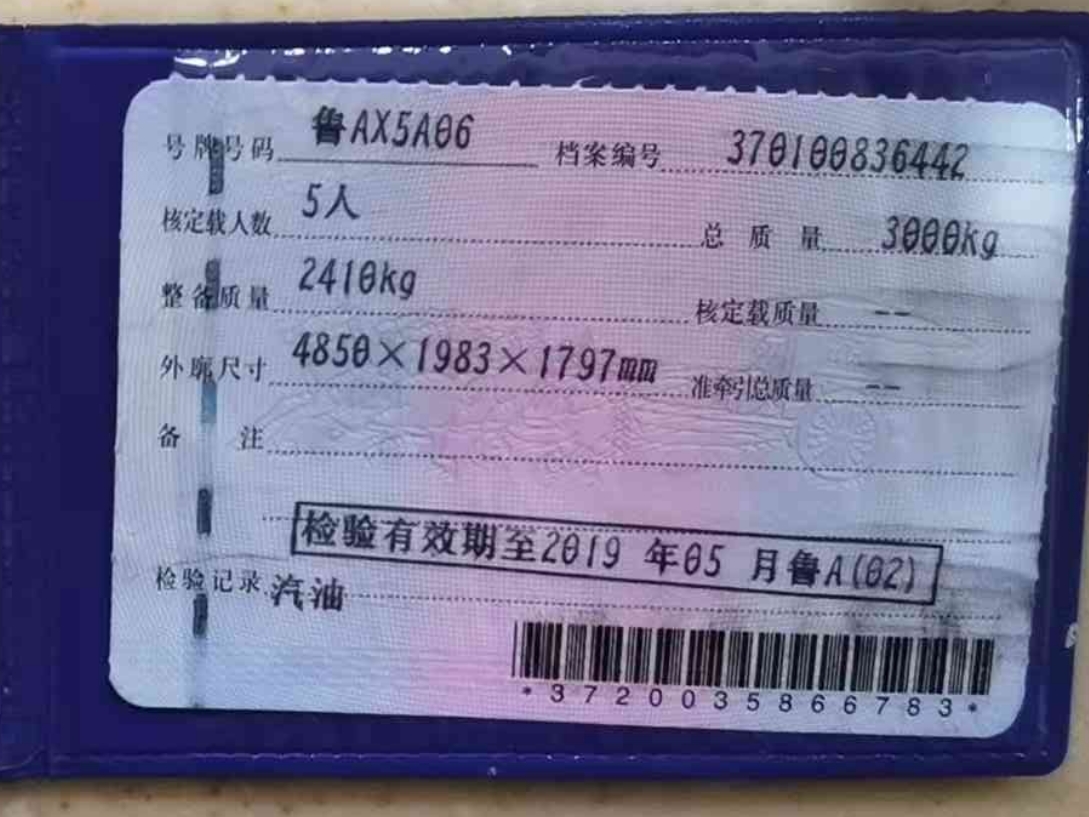 号牌号码 鲁AX5A06 档案编号 370100836442
核定载人数 5人 总质量 3000kg
整备质量 2410kg 核定载质量 --
外廓尺寸 4850×1983×1797mm 准牵引总质量 --
备注
检验有效期至2019 年05 月鲁A(02)
检验记录 汽油
*3720035866783*